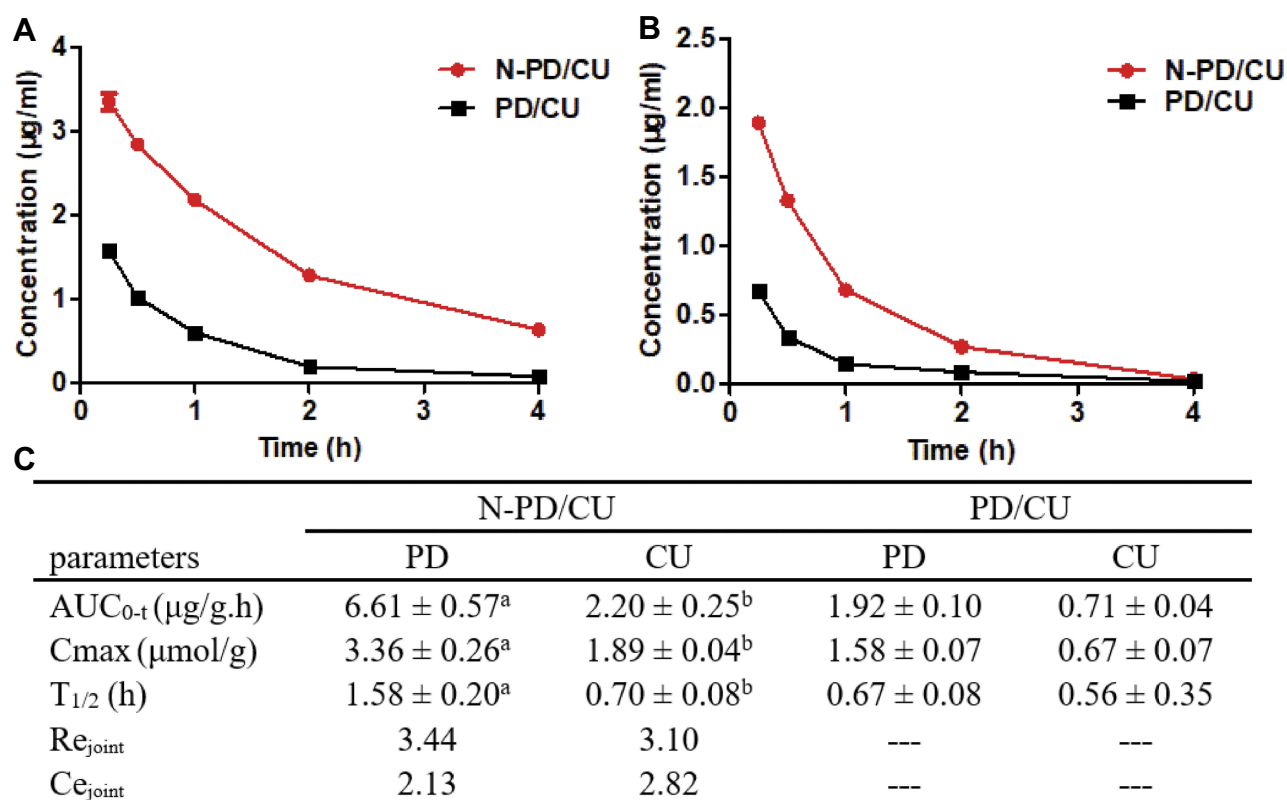 A
4
3
2
1
0
Concentration (μg/ml)
N-PD/CU
PD/CU
0 1 2 3 4
Time (h)
B
2.5
2.0
1.5
1.0
0.5
0.0
Concentration (μg/ml)
N-PD/CU
PD/CU
0 1 2 3 4
Time (h)
C
N-PD/CU PD/CU
parameters PD CU PD CU
AUC0-t (μg/g.h) 6.61 ± 0.57a 2.20 ± 0.25b 1.92 ± 0.10 0.71 ± 0.04
Cmax (μmol/g) 3.36 ± 0.26a 1.89 ± 0.04b 1.58 ± 0.07 0.67 ± 0.07
T1/2 (h) 1.58 ± 0.20a 0.70 ± 0.08b 0.67 ± 0.08 0.56 ± 0.35
Rejoint 3.44 3.10 --- ---
Cejoint 2.13 2.82 --- ---